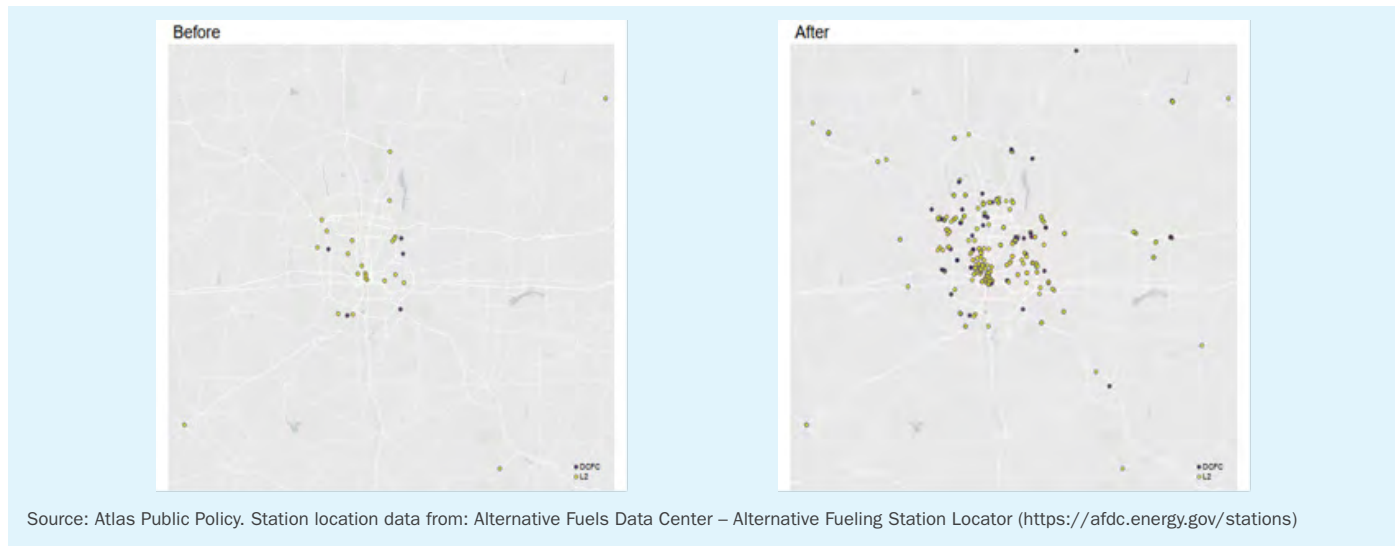 Before
After
DCFC
L2
DCFC
L2
Source: Atlas Public Policy. Station location data from: Alternative Fuels Data Center – Alternative Fueling Station Locator (https://afdc.energy.gov/stations)